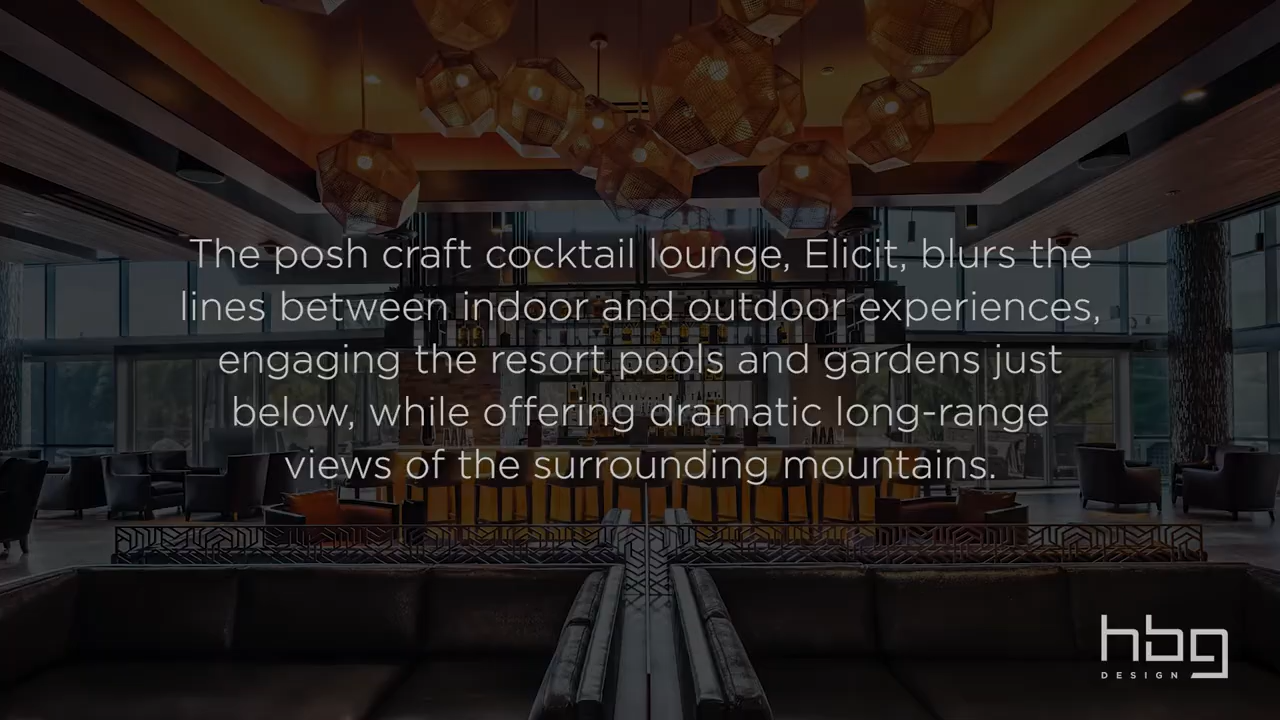 The posh craft cocktail lounge, Elicit, blurs the
lines between indoor and outdoor experiences,
engaging the resort pools and gardens just
below, while offering dramatic long-range
views of the surrounding mountains.
hbg
DESIGN